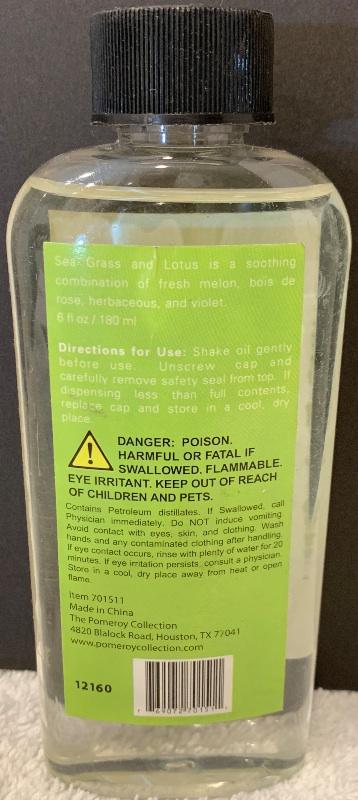 Sea Grass and Lotus is a soothing
combination of fresh melon, bois de
rose, herbaceous, and violet.
6 fl oz / 180 ml
Directions for Use: Shake oil gently
before use. Unscrew cap and
carefully remove safety seal from top. If
dispensing less than full contents,
replace cap and store in a cool, dry
place.
DANGER: POISON.
HARMFUL OR FATAL IF
SWALLOWED. FLAMMABLE.
EYE IRRITANT. KEEP OUT OF REACH
OF CHILDREN AND PETS.
Contains Petroleum distillates. If Swallowed, call
Physician immediately. Do NOT induce vomiting.
Avoid contact with eyes, skin, and clothing. Wash
hands and any contaminated clothing after handling.
If eye contact occurs, rinse with plenty of water for 20
minutes. If eye irritation persists, consult a physician.
Store in a cool, dry place away from heat or open
flame.
Item 701511
Made in China
The Pomeroy Collection
4820 Blalock Road, Houston, TX 77041
www.pomeroycollection.com
12160